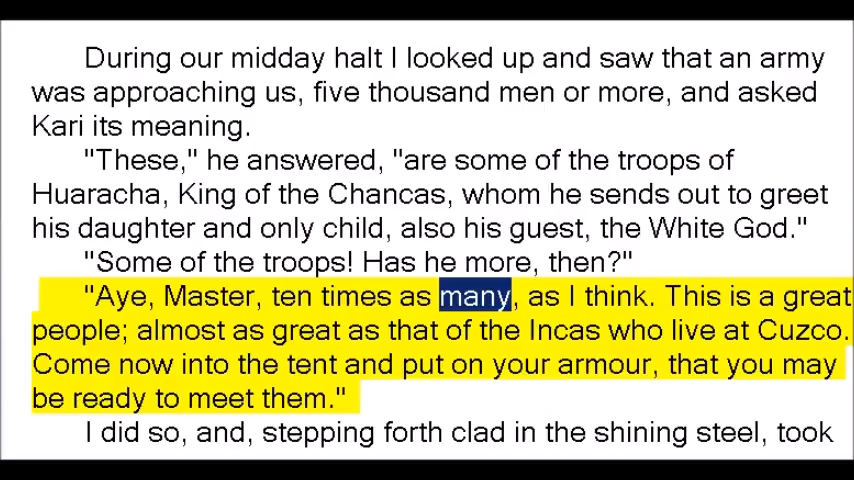 During our midday halt I looked up and saw that an army
was approaching us, five thousand men or more, and asked
Kari its meaning.
"These," he answered, "are some of the troops of
Huaracha, King of the Chancas, whom he sends out to greet
his daughter and only child, also his guest, the White God."
"Some of the troops! Has he more, then?"
"Aye, Master, ten times as many, as I think. This is a great
people; almost as great as that of the Incas who live at Cuzco.
Come now into the tent and put on your armour, that you may
be ready to meet them."
I did so, and, stepping forth clad in the shining steel, took